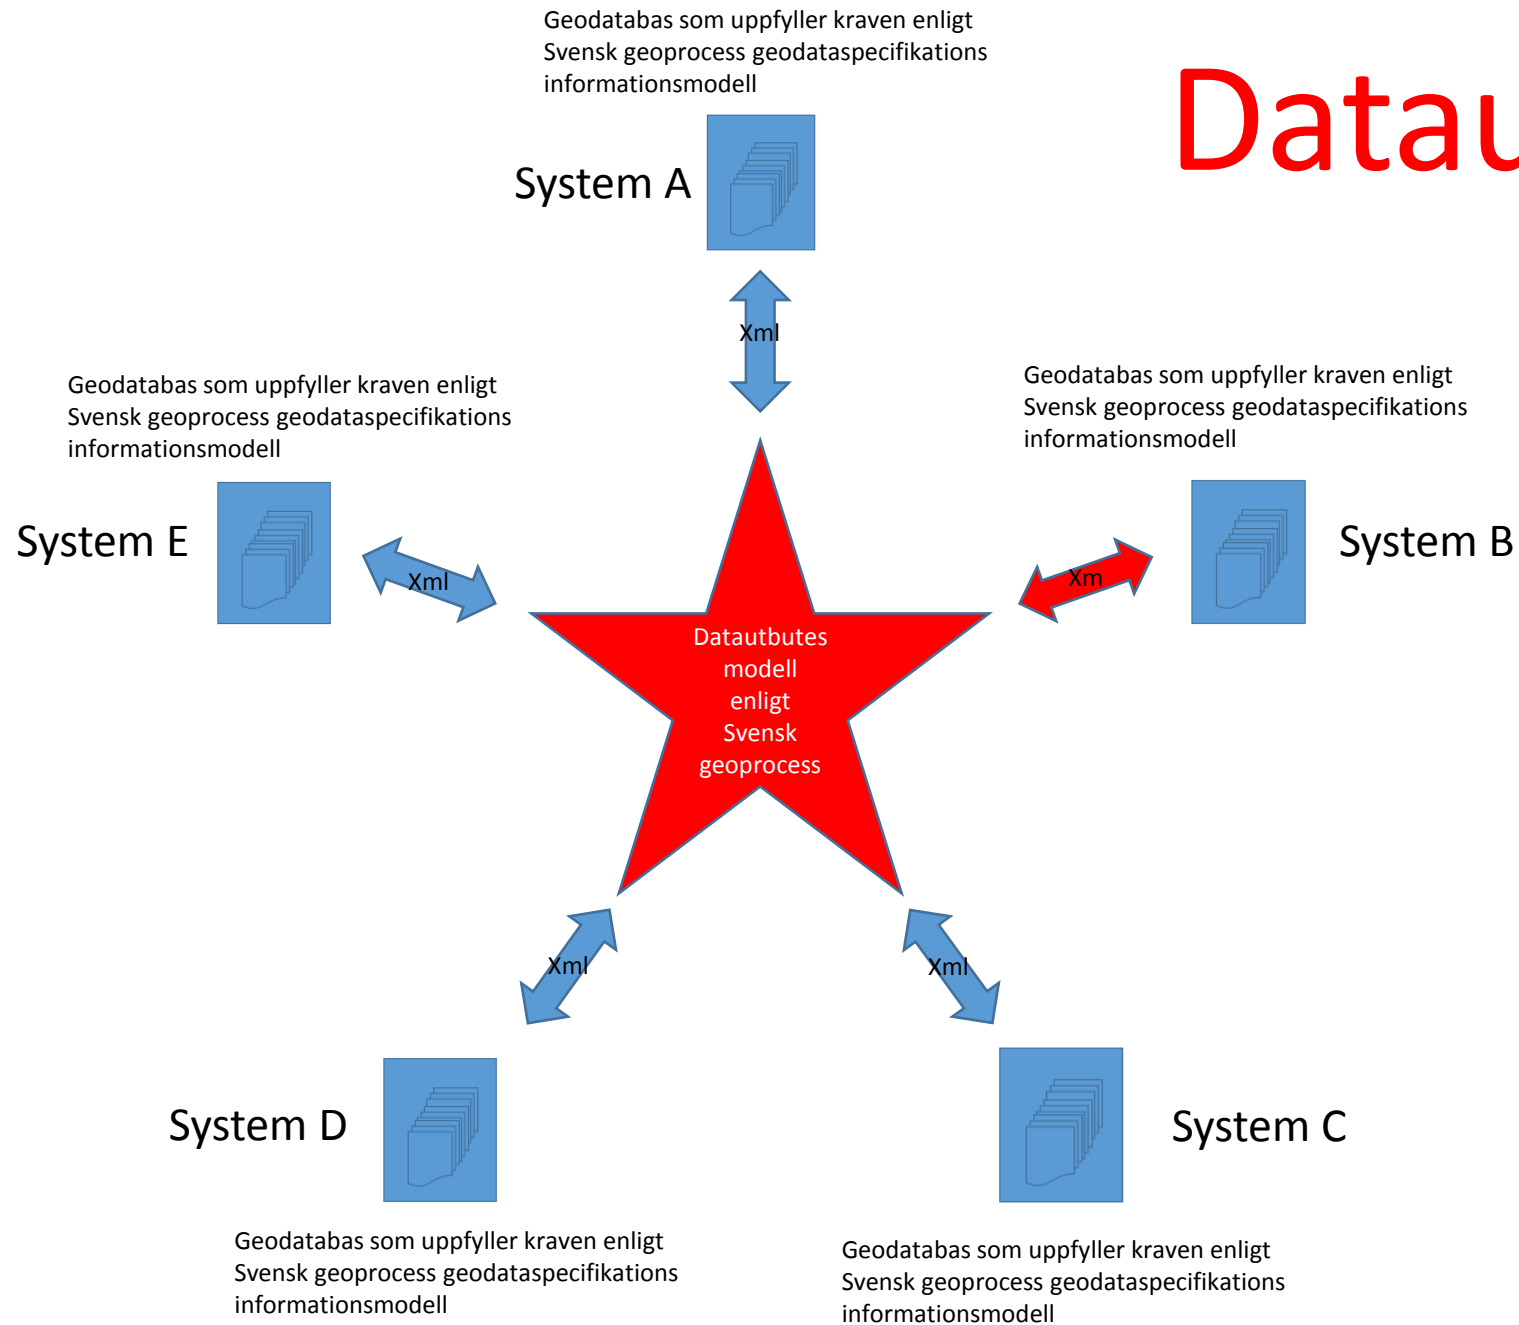 Geodatabas som uppfyller kraven enligt
Svensk geoprocess geodataspecifikations
informationsmodell
Datau
System A
Xml
Geodatabas som uppfyller kraven enligt
Svensk geoprocess geodataspecifikations
informationsmodell
Geodatabas som uppfyller kraven enligt
Svensk geoprocess geodataspecifikations
informationsmodell
System E
Xml
Xm
System B
Datautbutes
modell
enligt
Svensk
geoprocess
Xml
Xml
System D
System C
Geodatabas som uppfyller kraven enligt
Svensk geoprocess geodataspecifikations
informationsmodell
Geodatabas som uppfyller kraven enligt
Svensk geoprocess geodataspecifikations
informationsmodell